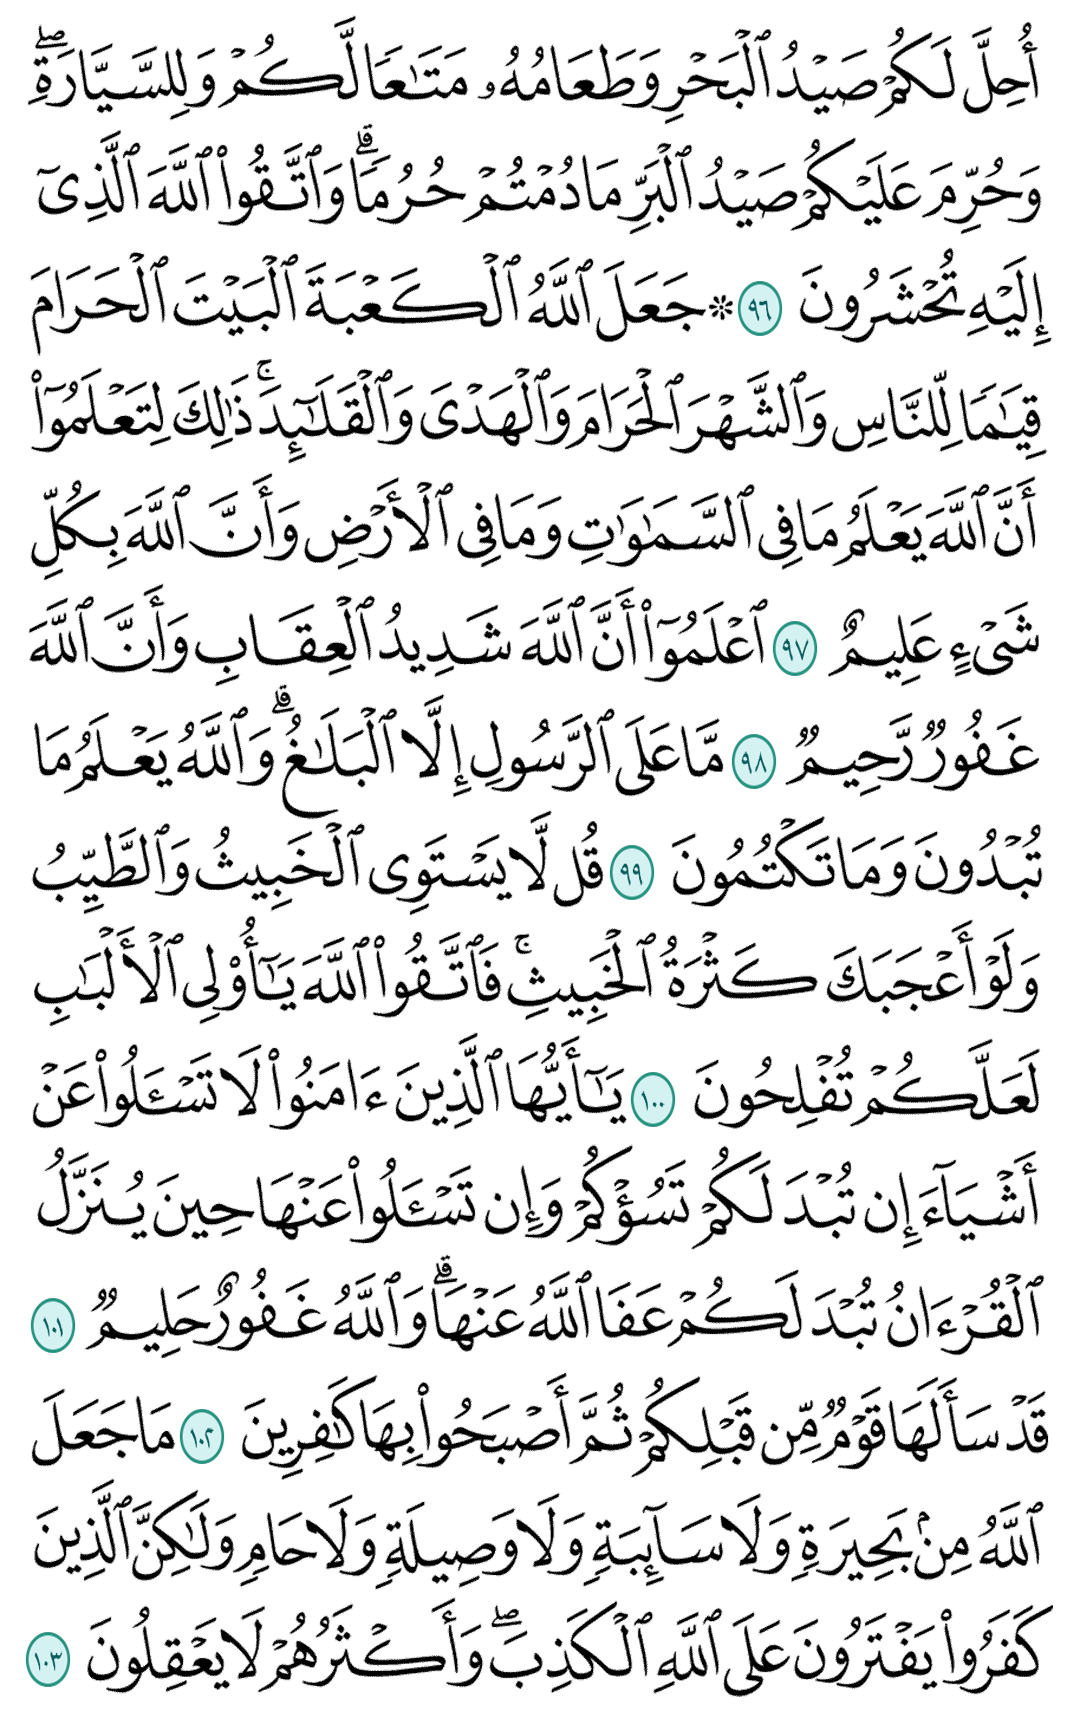 أُحِلَّ لَكُمْ صَيْدُ ٱلْبَحْرِ وَطَعَامُهُۥ مَتَٰعًا لَّكُمْ وَلِلسَّيَّارَةِۖ
وَحُرِّمَ عَلَيْكُمْ صَيْدُ ٱلْبَرِّ مَا دُمْتُمْ حُرُمًاۗ وَٱتَّقُوا۟ ٱللَّهَ ٱلَّذِىٓ
إِلَيْهِ تُحْشَرُونَ ٩٦ ۞ جَعَلَ ٱللَّهُ ٱلْكَعْبَةَ ٱلْبَيْتَ ٱلْحَرَامَ
قِيَٰمًا لِّلنَّاسِ وَٱلشَّهْرَ ٱلْحَرَامَ وَٱلْهَدْىَ وَٱلْقَلَٰٓئِدَۚ ذَٰلِكَ لِتَعْلَمُوٓا۟
أَنَّ ٱللَّهَ يَعْلَمُ مَا فِى ٱلسَّمَٰوَٰتِ وَمَا فِى ٱلْأَرْضِ وَأَنَّ ٱللَّهَ بِكُلِّ
شَىْءٍ عَلِيمٌ ٩٧ ٱعْلَمُوٓا۟ أَنَّ ٱللَّهَ شَدِيدُ ٱلْعِقَابِ وَأَنَّ ٱللَّهَ
غَفُورٌ رَّحِيمٌ ٩٨ مَّا عَلَى ٱلرَّسُولِ إِلَّا ٱلْبَلَٰغُۗ وَٱللَّهُ يَعْلَمُ مَا
تُبْدُونَ وَمَا تَكْتُمُونَ ٩٩ قُل لَّا يَسْتَوِى ٱلْخَبِيثُ وَٱلطَّيِّبُ
وَلَوْ أَعْجَبَكَ كَثْرَةُ ٱلْخَبِيثِۚ فَٱتَّقُوا۟ ٱللَّهَ يَٰٓأُو۟لِى ٱلْأَلْبَٰبِ
لَعَلَّكُمْ تُفْلِحُونَ ١٠٠ يَٰٓأَيُّهَا ٱلَّذِينَ ءَامَنُوا۟ لَا تَسْـَٔلُوا۟ عَنْ
أَشْيَآءَ إِن تُبْدَ لَكُمْ تَسُؤْكُمْ وَإِن تَسْـَٔلُوا۟ عَنْهَا حِينَ يُنَزَّلُ
ٱلْقُرْءَانُ تُبْدَ لَكُمْ عَفَا ٱللَّهُ عَنْهَاۗ وَٱللَّهُ غَفُورٌ حَلِيمٌ ١٠١
قَدْ سَأَلَهَا قَوْمٌ مِّن قَبْلِكُمْ ثُمَّ أَصْبَحُوا۟ بِهَا كَٰفِرِينَ ١٠٢ مَا جَعَلَ
ٱللَّهُ مِنۢ بَحِيرَةٍ وَلَا سَآئِبَةٍ وَلَا وَصِيلَةٍ وَلَا حَامٍ وَلَٰكِنَّ ٱلَّذِينَ
كَفَرُوا۟ يَفْتَرُونَ عَلَى ٱللَّهِ ٱلْكَذِبَۖ وَأَكْثَرُهُمْ لَا يَعْقِلُونَ ١٠٣